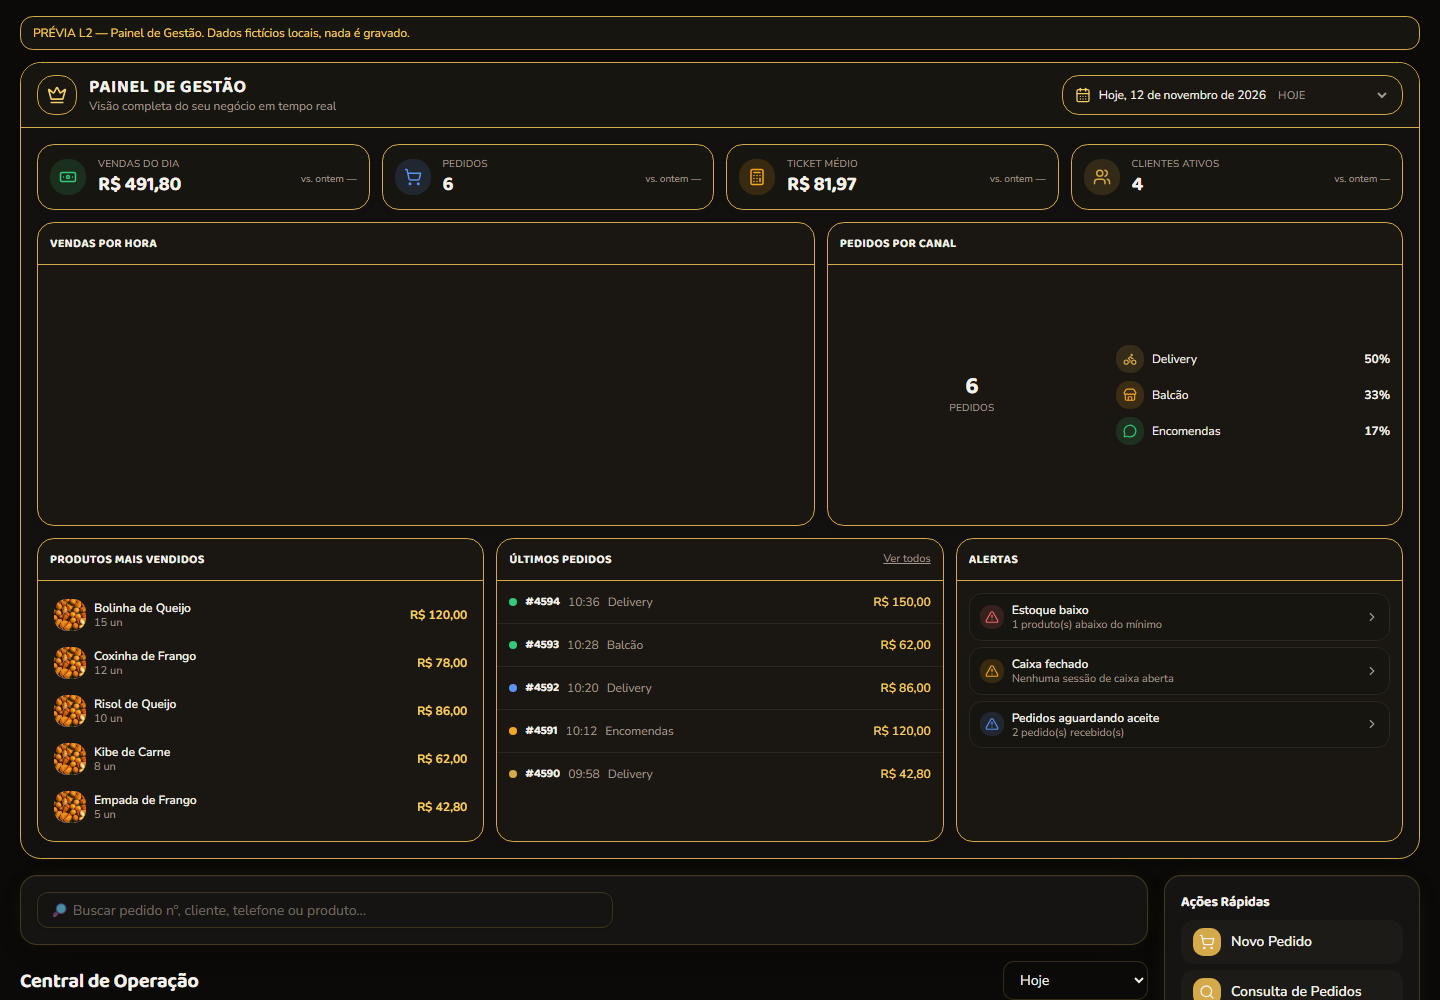 PRÉVIA L2 — Painel de Gestão. Dados fictícios locais, nada é gravado.
PAINEL DE GESTÃO
Visão completa do seu negócio em tempo real
Hoje, 12 de novembro de 2026 HOJE
VENDAS DO DIA
R$ 491,80
vs. ontem —
PEDIDOS
6
vs. ontem —
TICKET MÉDIO
R$ 81,97
vs. ontem —
CLIENTES ATIVOS
4
vs. ontem —
VENDAS POR HORA
PEDIDOS POR CANAL
6
PEDIDOS
Delivery 50%
Balcão 33%
Encomendas 17%
PRODUTOS MAIS VENDIDOS
Bolinha de Queijo
15 un
R$ 120,00
Coxinha de Frango
12 un
R$ 78,00
Risol de Queijo
10 un
R$ 86,00
Kibe de Carne
8 un
R$ 62,00
Empada de Frango
5 un
R$ 42,80
ÚLTIMOS PEDIDOS Ver todos
#4594 10:36 Delivery R$ 150,00
#4593 10:28 Balcão R$ 62,00
#4592 10:20 Delivery R$ 86,00
#4591 10:12 Encomendas R$ 120,00
#4590 09:58 Delivery R$ 42,80
ALERTAS
Estoque baixo
1 produto(s) abaixo do mínimo
Caixa fechado
Nenhuma sessão de caixa aberta
Pedidos aguardando aceite
2 pedido(s) recebido(s)
Buscar pedido nº, cliente, telefone ou produto...
Central de Operação
Hoje
Ações Rápidas
Novo Pedido
Consulta de Pedidos